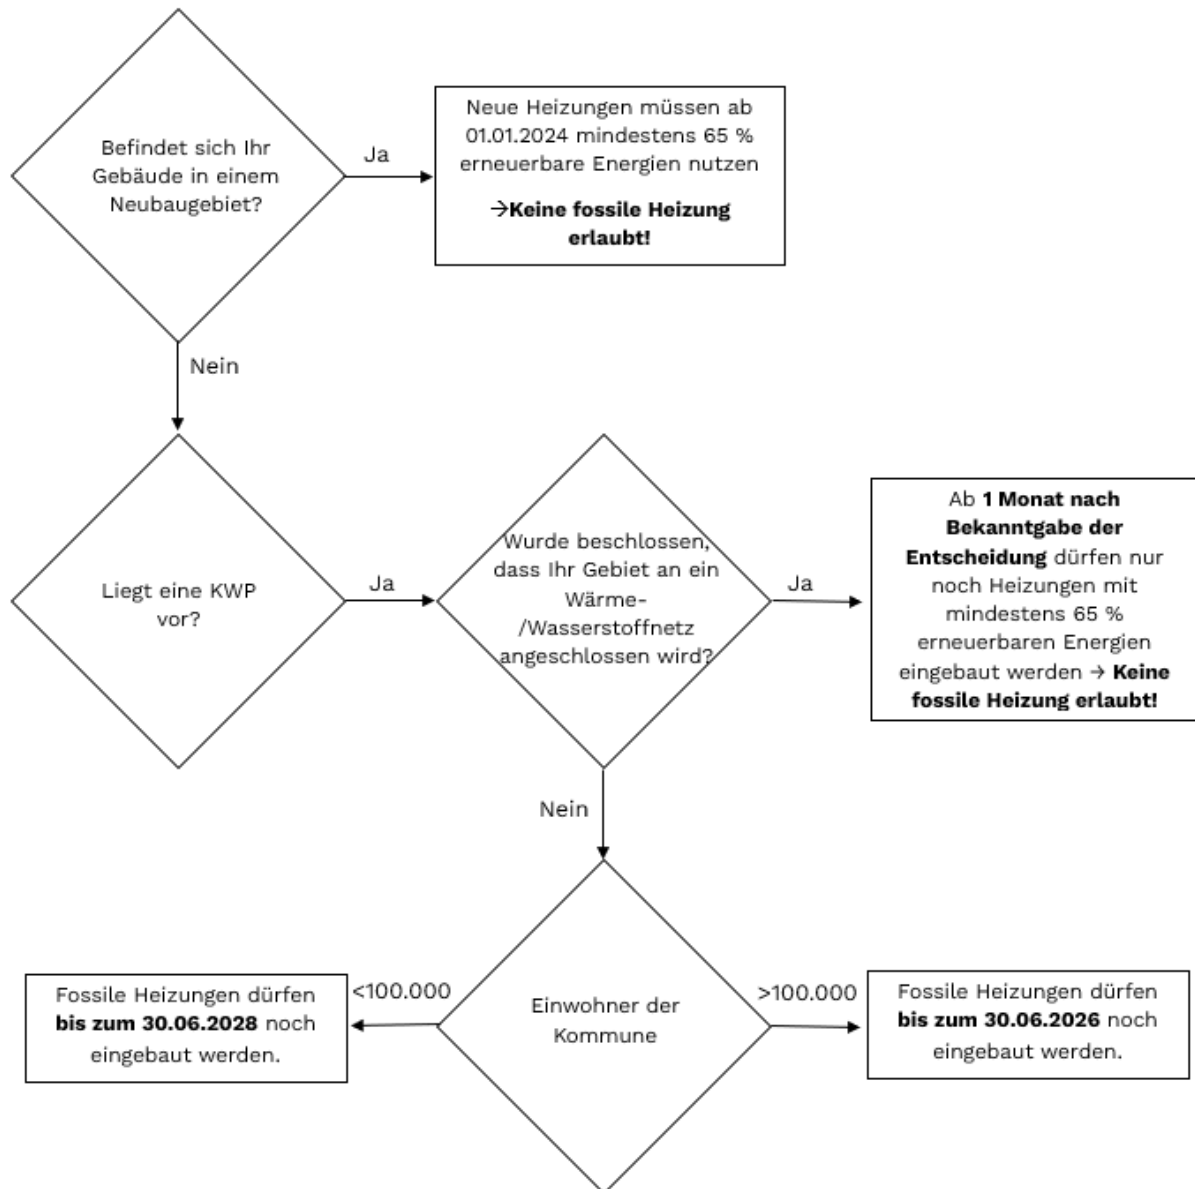 Befindet sich Ihr
Gebäude in einem
Neubaugebiet?
Ja
Neue Heizungen müssen ab
01.01.2024 mindestens 65 %
erneuerbare Energien nutzen
→Keine fossile Heizung
erlaubt!
Nein
Liegt eine KWP
vor?
Ja
Wurde beschlossen,
dass Ihr Gebiet an ein
Wärme-
/Wasserstoffnetz
angeschlossen wird?
Ja
Ab 1 Monat nach
Bekanntgabe der
Entscheidung dürfen nur
noch Heizungen mit
mindestens 65 %
erneuerbaren Energien
eingebaut werden → Keine
fossile Heizung erlaubt!
Nein
Einwohner der
Kommune
<100.000
Fossile Heizungen dürfen
bis zum 30.06.2028 noch
eingebaut werden.
>100.000
Fossile Heizungen dürfen
bis zum 30.06.2026 noch
eingebaut werden.